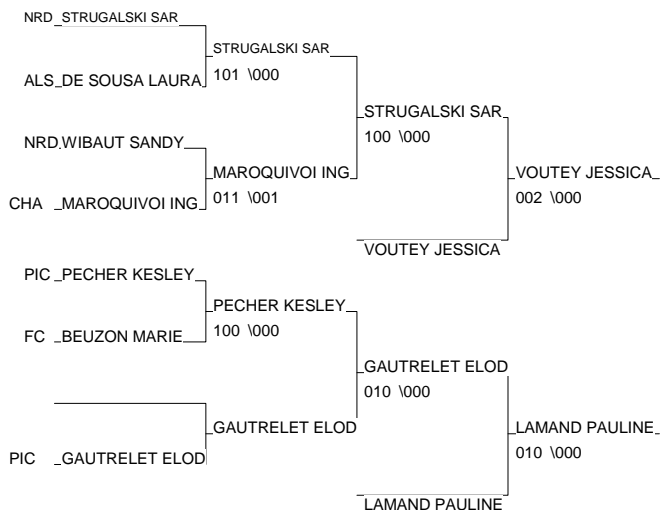 NRD STRUGALSKI SAR
STRUGALSKI SAR
101 \000
ALS DE SOUSA LAURA
STRUGALSKI SAR
100 \000
NRD WIBAUT SANDY
MAROQUIVOI ING
011 \001
CHA MAROQUIVOI ING
VOUTEY JESSICA
002 \000
VOUTEY JESSICA
PIC PECHER KESLEY
PECHER KESLEY
100 \000
FC BEUZON MARIE
GAUTRELET ELOD
010 \000
GAUTRELET ELOD
PIC GAUTRELET ELOD
LAMAND PAULINE
010 \000
LAMAND PAULINE